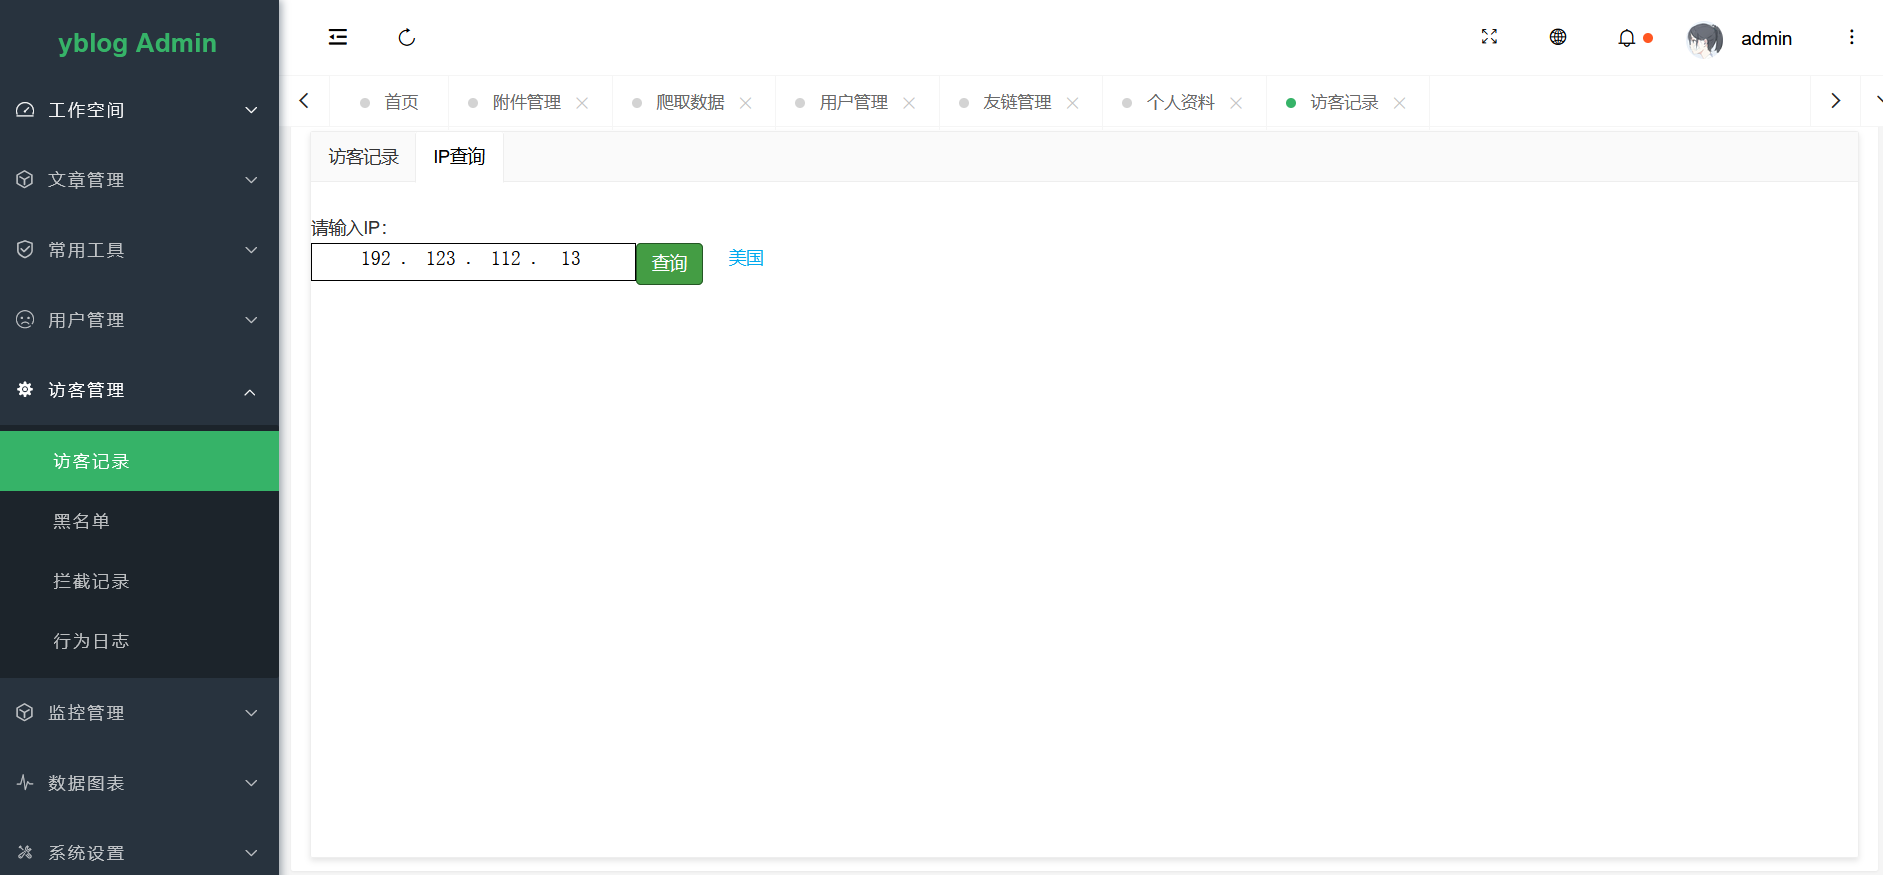 yblog Admin
工作空间
文章管理
常用工具
用户管理
访客管理
访客记录
黑名单
拦截记录
行为日志
监控管理
数据图表
系统设置
admin
首页 附件管理 爬取数据 用户管理 友链管理 个人资料 访客记录
访客记录 IP查询
请输入IP：
192 . 123 . 112 . 13 查询 美国